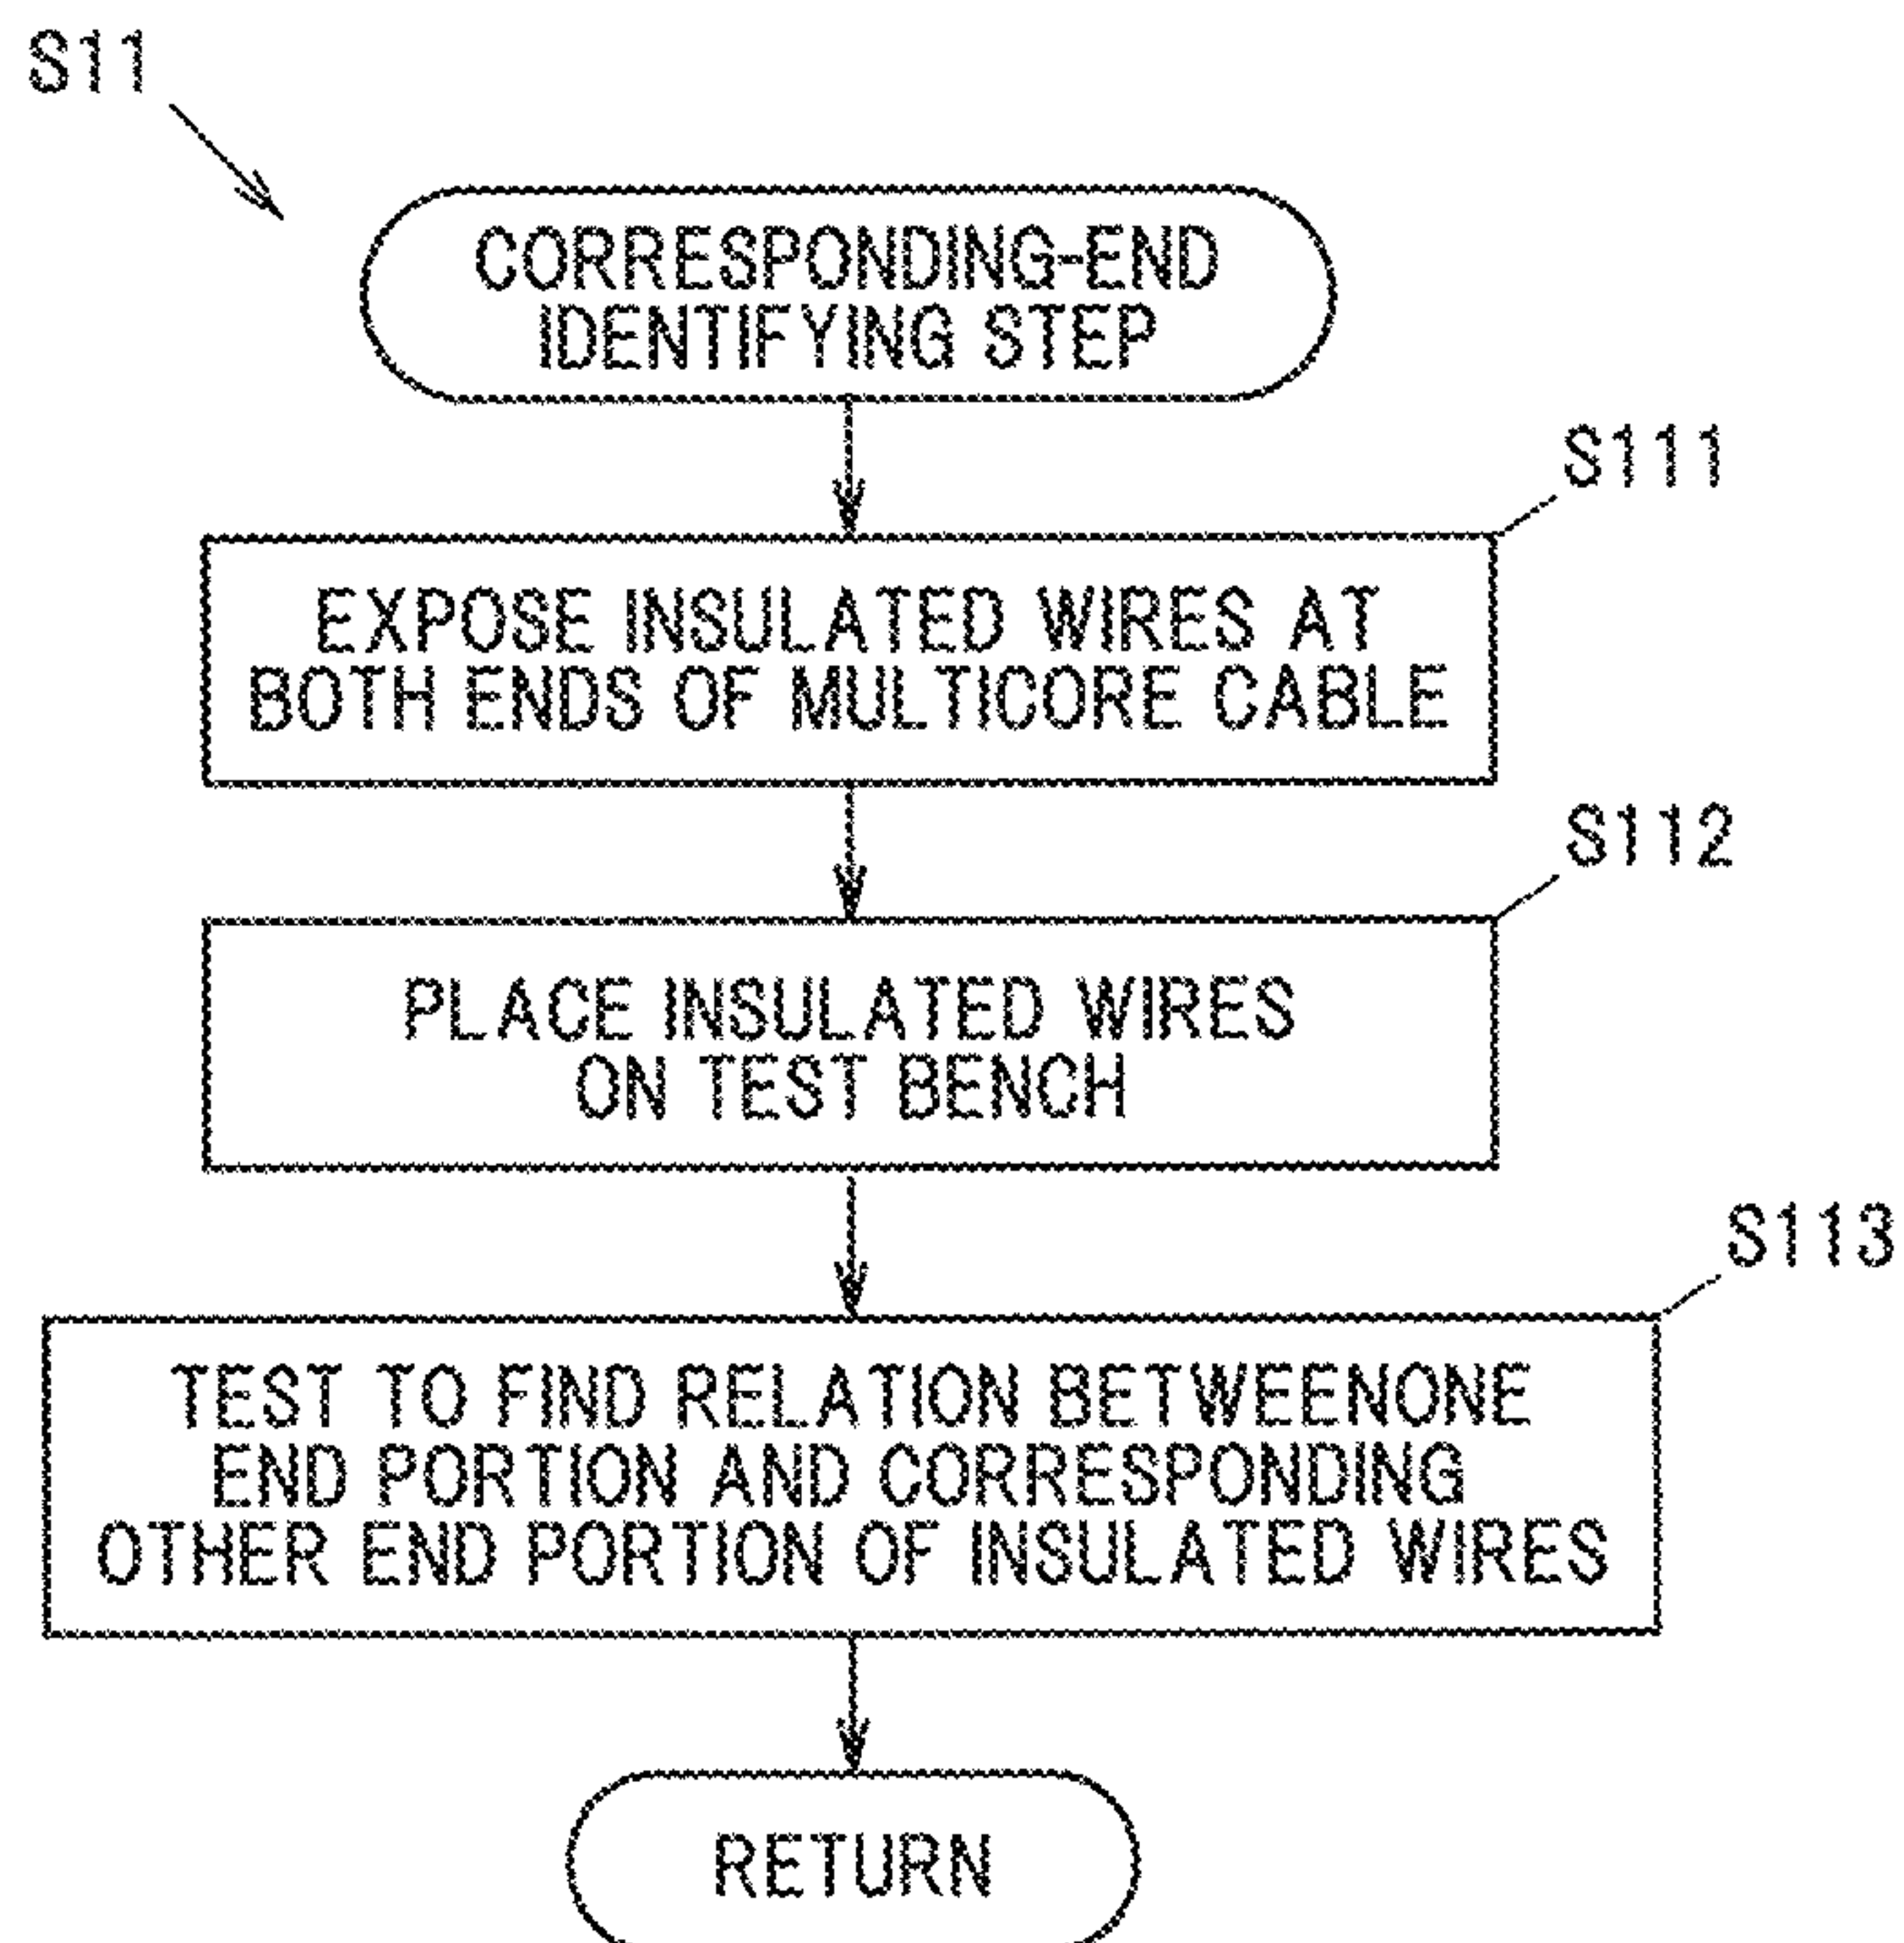 S11
CORRESPONDING-END
IDENTIFYING STEP
S111
EXPOSE INSULATED WIRES AT
BOTH ENDS OF MULTICORE CABLE
S112
PLACE INSULATED WIRES
ON TEST BENCH
S113
TEST TO FIND RELATION BETWEENONE
END PORTION AND CORRESPONDING
OTHER END PORTION OF INSULATED WIRES
RETURN